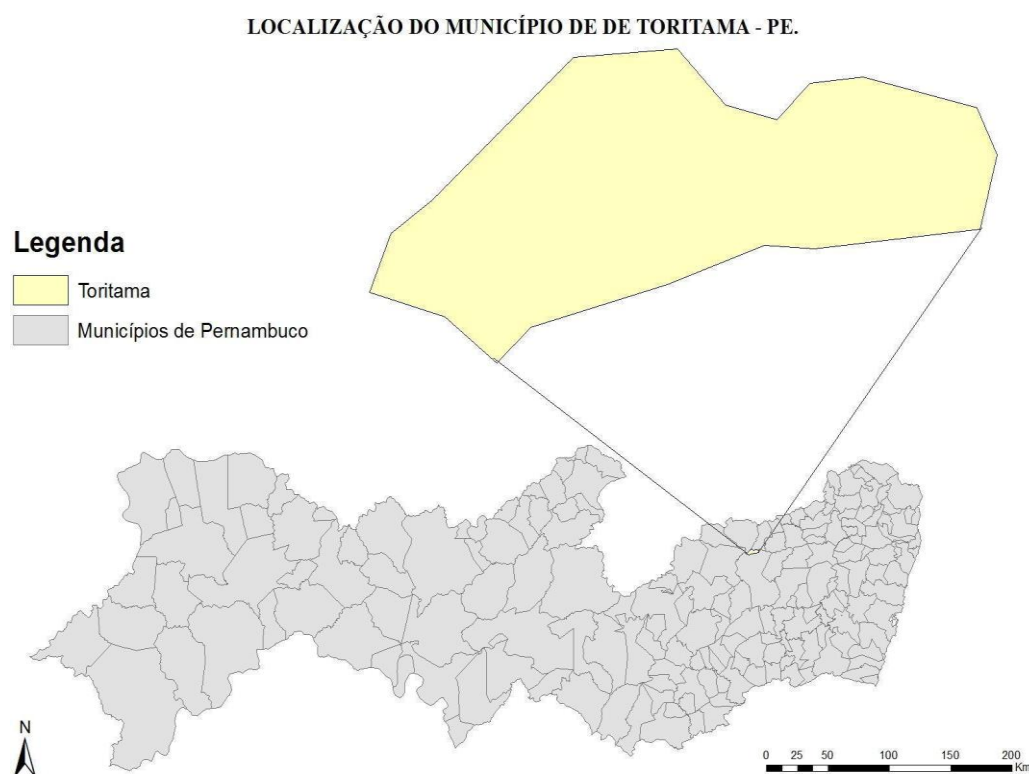 LOCALIZAÇÃO DO MUNICÍPIO DE DE TORITAMA - PE.
Legenda
Toritama
Municípios de Pernambuco
N
0 25 50 100 150 200
Km